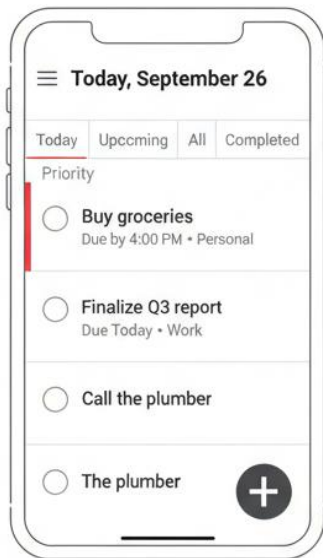 Today, September 26
Today Upccming All Completed
Priority
Buy groceries
Due by 4:00 PM • Personal
Finalize Q3 report
Due Today • Work
Call the plumber
The plumber